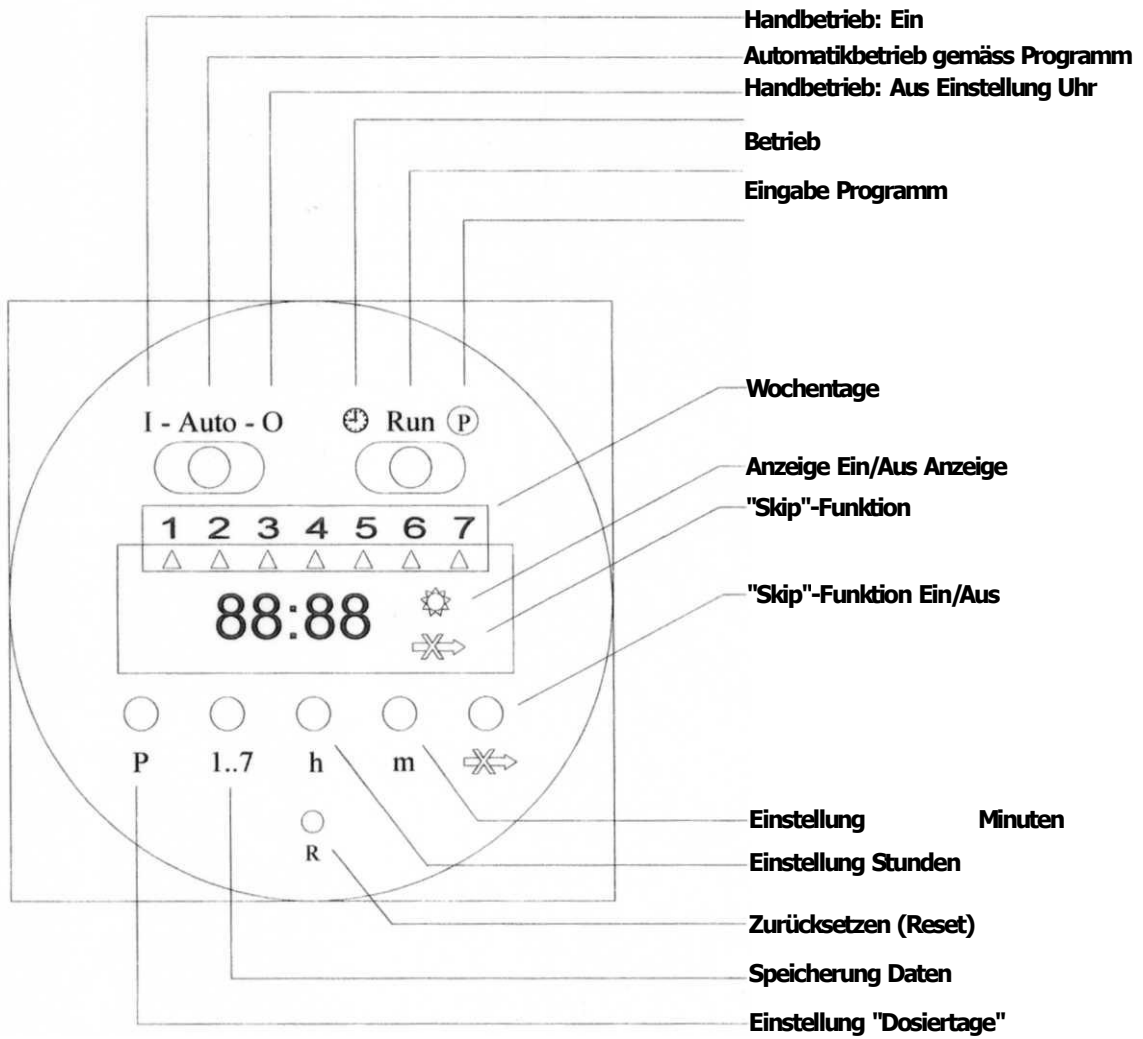 Handbetrieb: Ein
Automatikbetrieb gemäss Programm
Handbetrieb: Aus Einstellung Uhr
Betrieb
Eingabe Programm
I - Auto - O Run P
Wochentage
Anzeige Ein/Aus Anzeige
"Skip"-Funktion
1 2 3 4 5 6 7
88:88
"Skip"-Funktion Ein/Aus
P 1..7 h m
R
Einstellung Minuten
Einstellung Stunden
Zurücksetzen (Reset)
Speicherung Daten
Einstellung "Dosiertage"